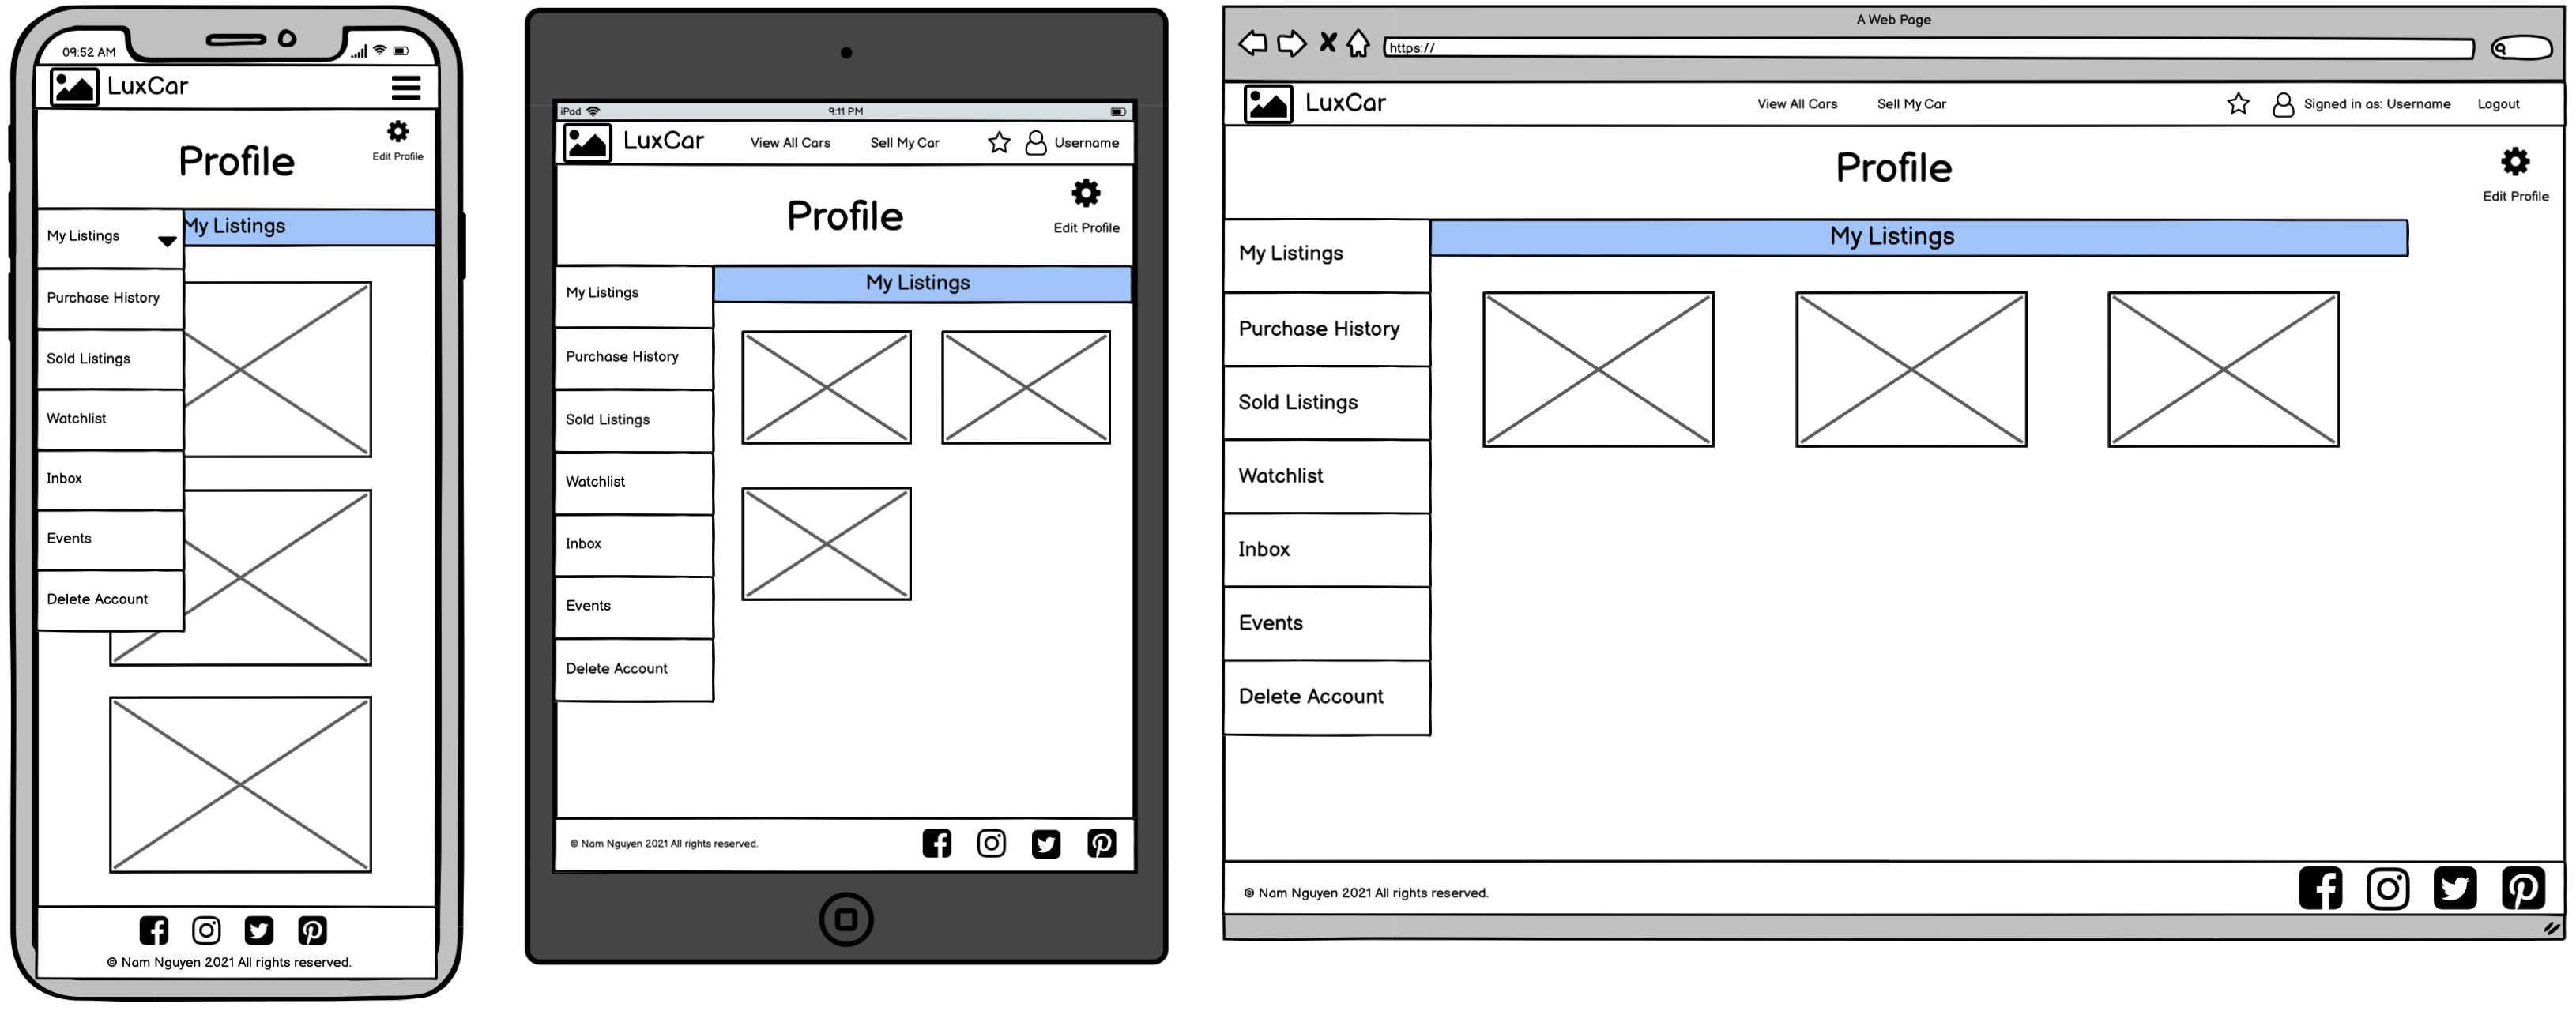 09:52 AM
LuxCar
Profile
Edit Profile
My Listings
My Listings
Purchase History
Sold Listings
Watchlist
Inbox
Events
Delete Account
© Nam Nguyen 2021 All rights reserved.
iPad
9:11 PM
LuxCar
View All Cars
Sell My Car
Username
Profile
Edit Profile
My Listings
My Listings
Purchase History
Sold Listings
Watchlist
Inbox
Events
Delete Account
© Nam Nguyen 2021 All rights reserved.
A Web Page
https://
LuxCar
View All Cars
Sell My Car
Signed in as: Username
Logout
Profile
Edit Profile
My Listings
My Listings
Purchase History
Sold Listings
Watchlist
Inbox
Events
Delete Account
© Nam Nguyen 2021 All rights reserved.